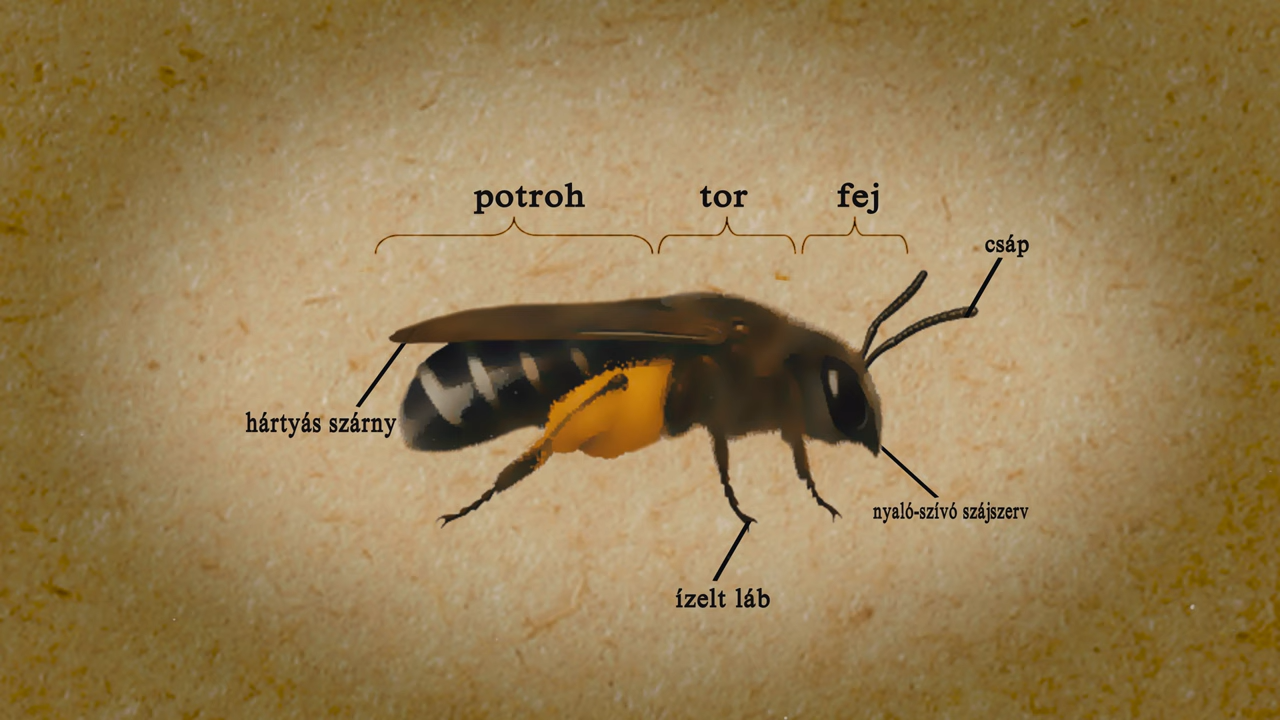 potroh
tor
fej
csáp
hártyás szárny
nyaló-szívó szájszerv
ízelt láb